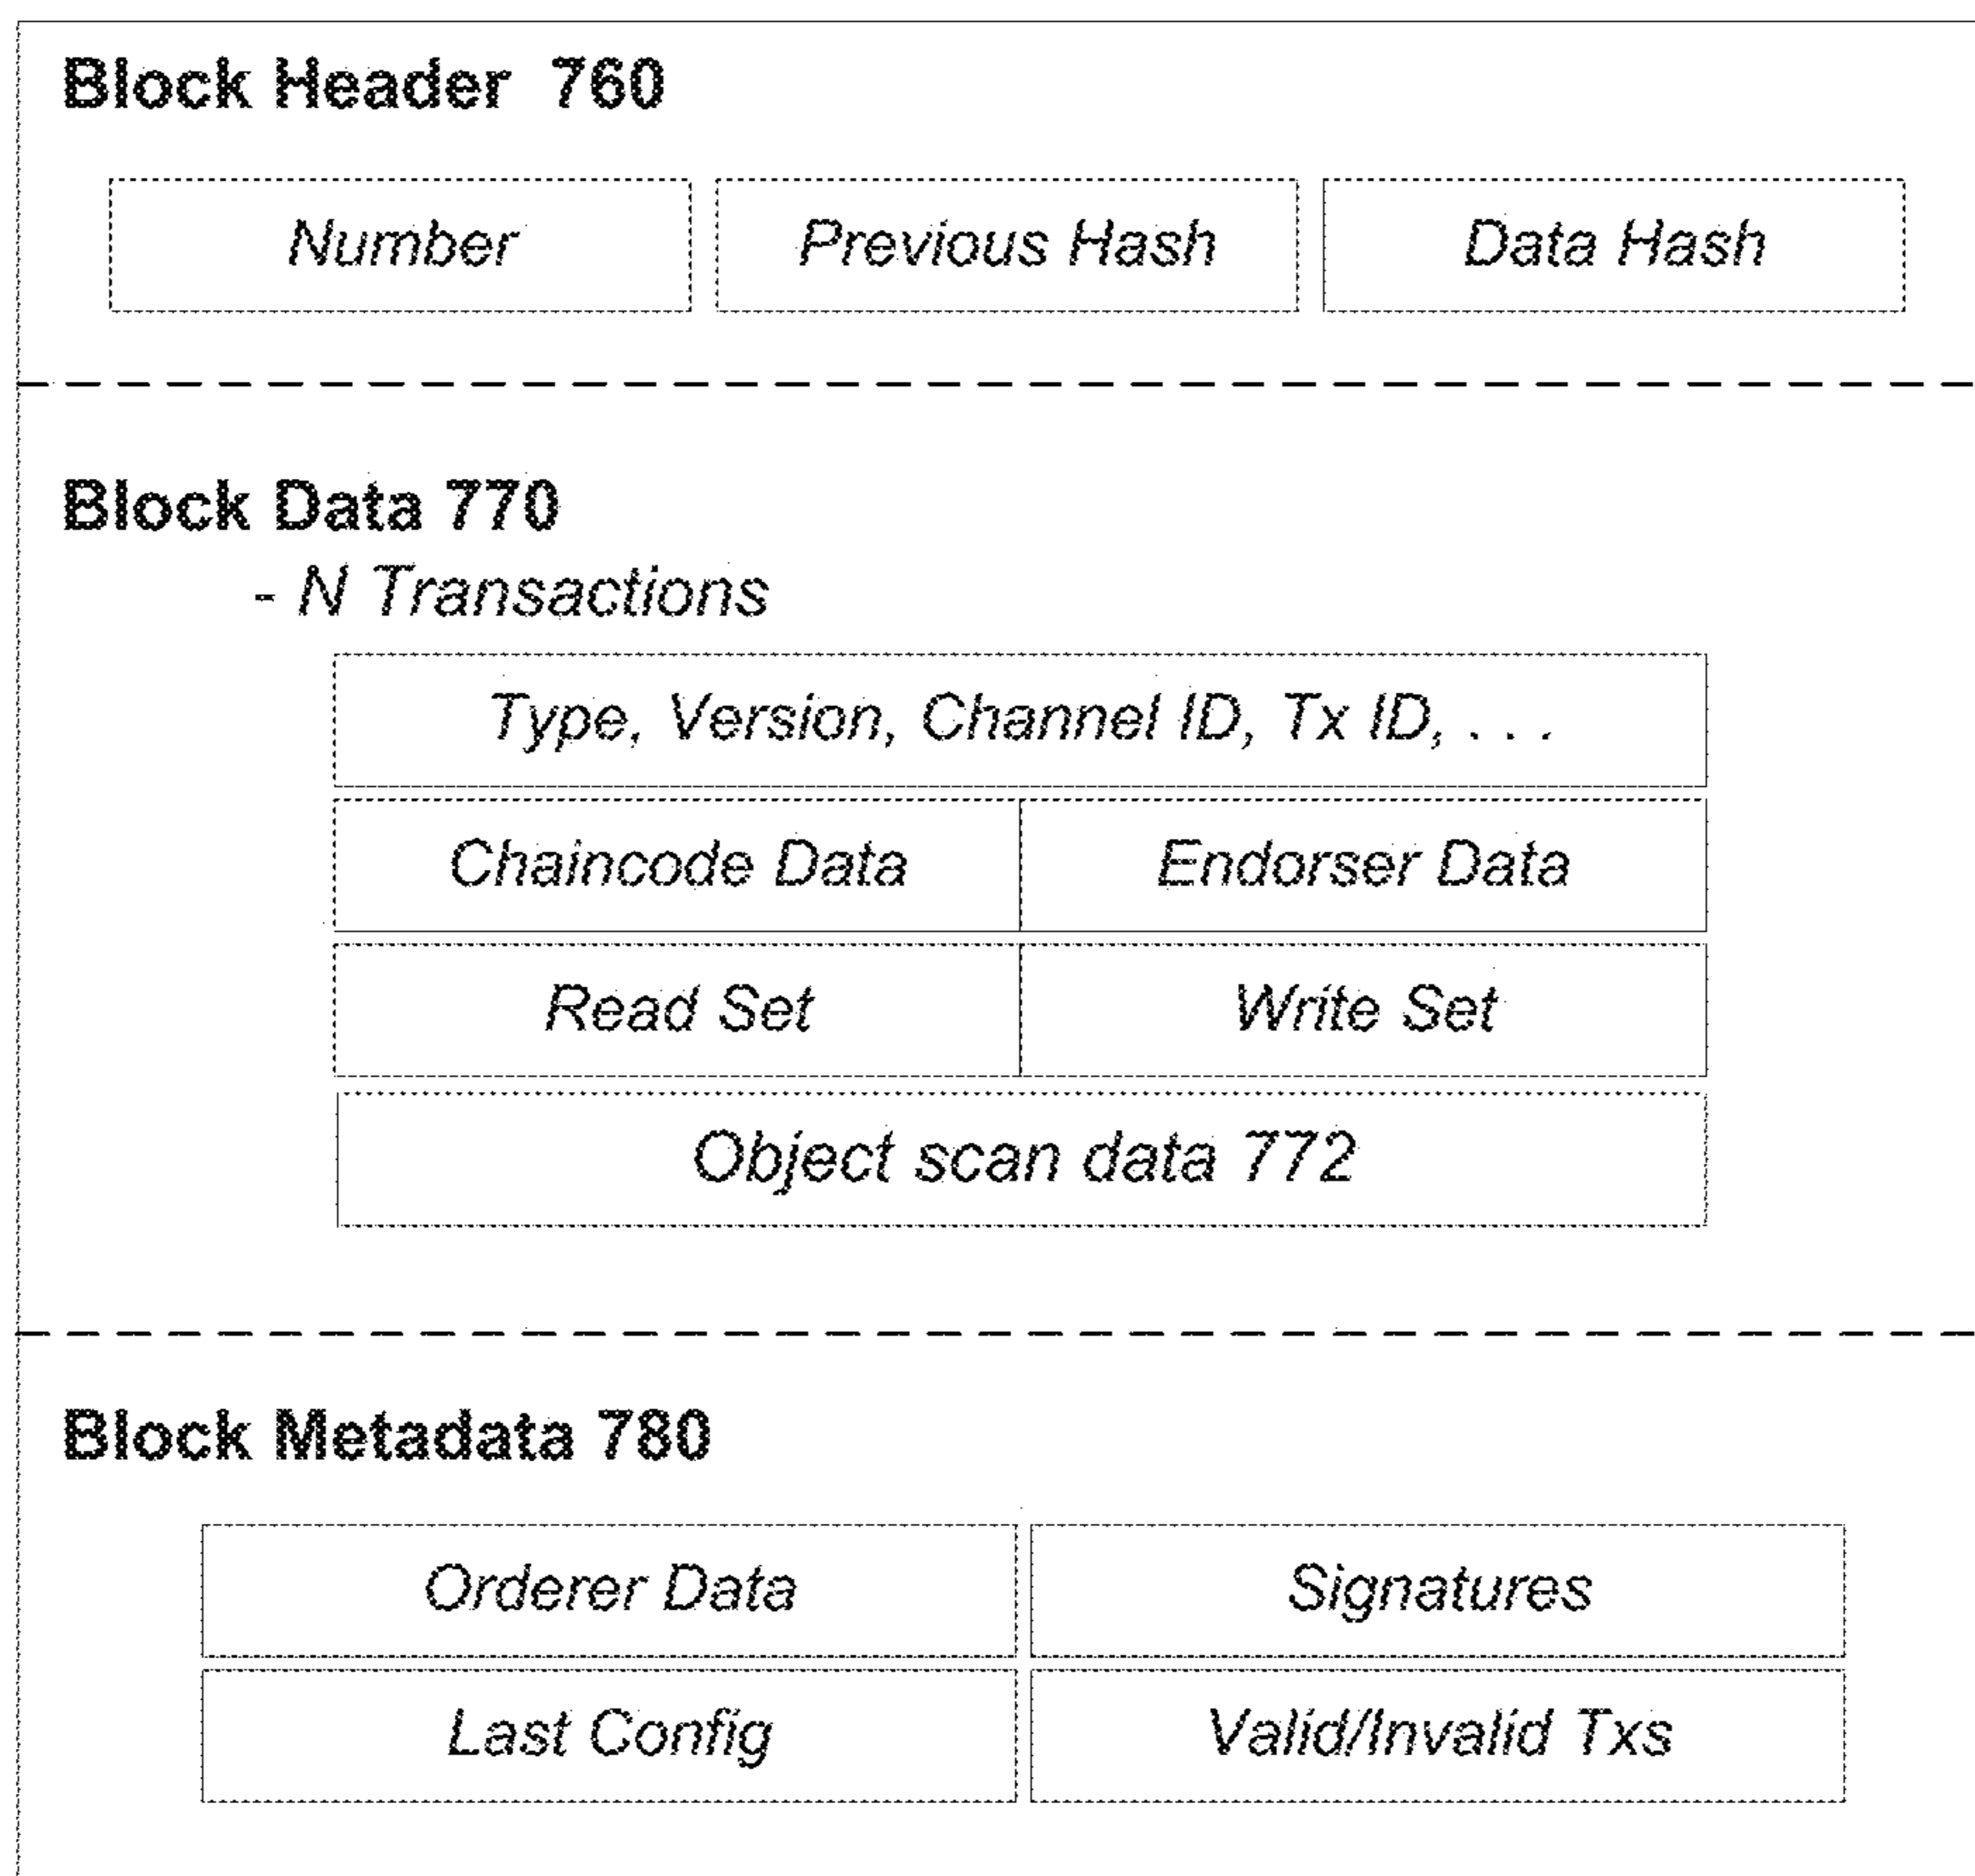 Block Header 760
Number Previous Hash Data Hash
Block Data 770
- N Transactions
Type, Version, Channel ID, Tx ID, . . .
Chaincode Data Endorser Data
Read Set Write Set
Object scan data 772
Block Metadata 780
Orderer Data Signatures
Last Config Valid/Invalid Txs